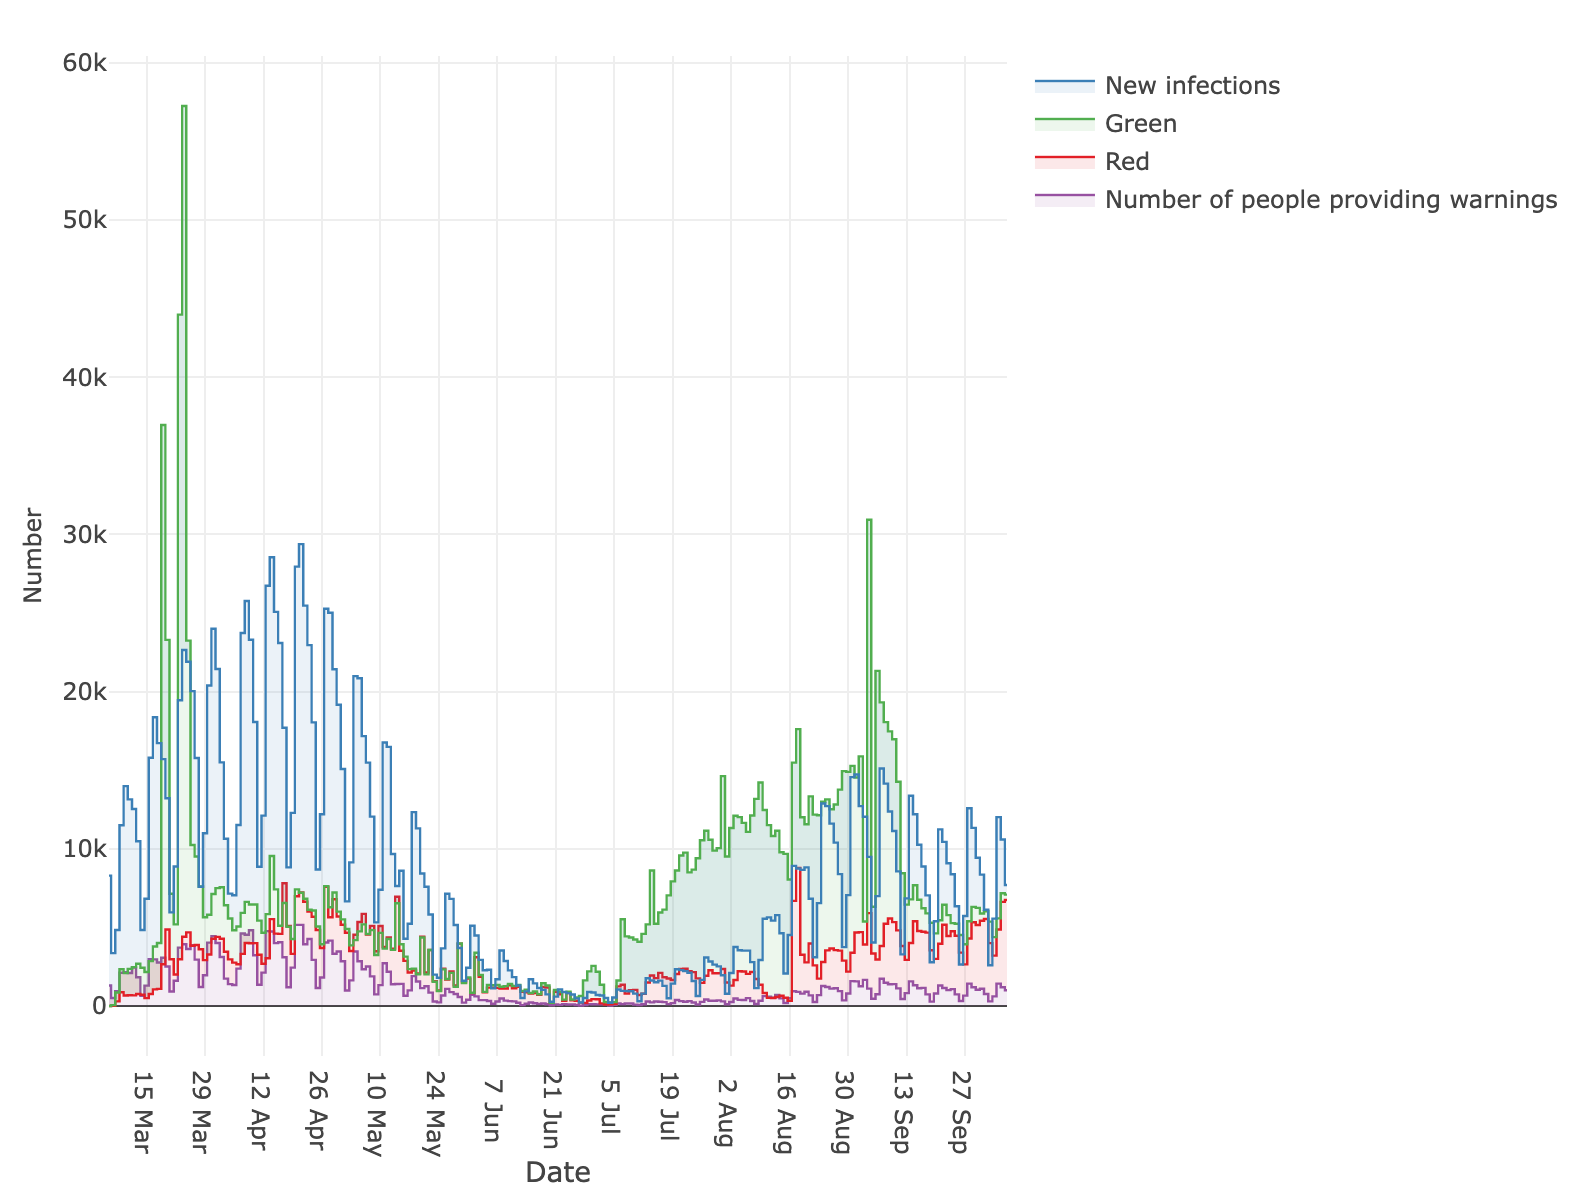 60k
50k
40k
30k
20k
10k
0
Number
15 Mar
29 Mar
12 Apr
26 Apr
10 May
24 May
7 Jun
21 Jun
5 Jul
19 Jul
2 Aug
16 Aug
30 Aug
13 Sep
27 Sep
Date
New infections
Green
Red
Number of people providing warnings